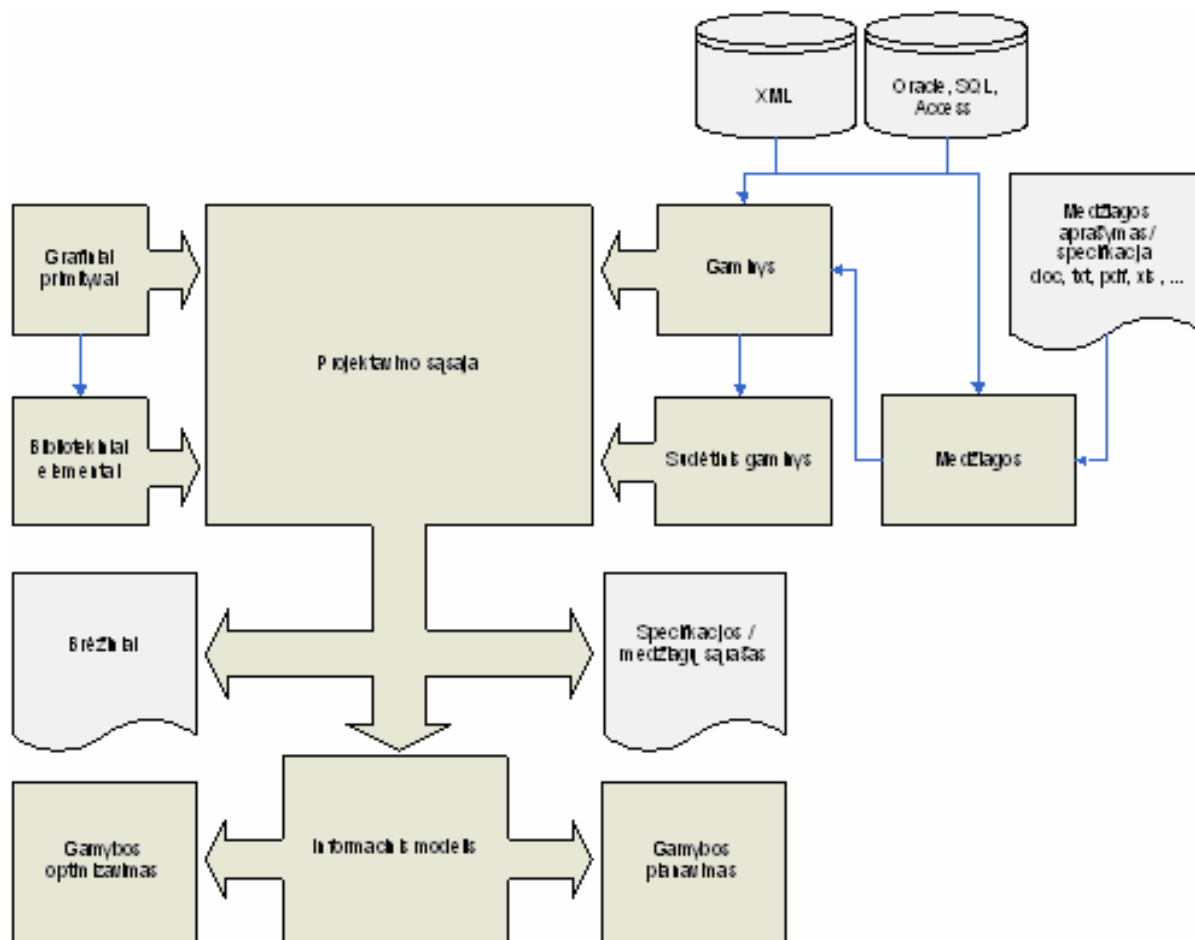 XML
Oracle, SQL,
Access
Medžiagos
aprašymas/
specifikacija
doc, txt, pdf, xls, ...
Grafiniai
primityvai
Projektavimo sąsaja
Gaminys
Bibliotekiniai
elementai
Sudėtinis gaminys
Medžiagos
Brėžiniai
Specifikacijos /
medžiagų sąrašas
Gamybos
optimizavimas
Informacinis modelis
Gamybos
planavimas